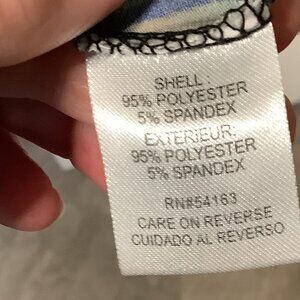 SHELL:
95% POLYESTER
5% SPANDEX
EXTERIEUR:
95% POLYESTER
5% SPANDEX
RN#54163
CARE ON REVERSE
CUIDADO AL REVERSO